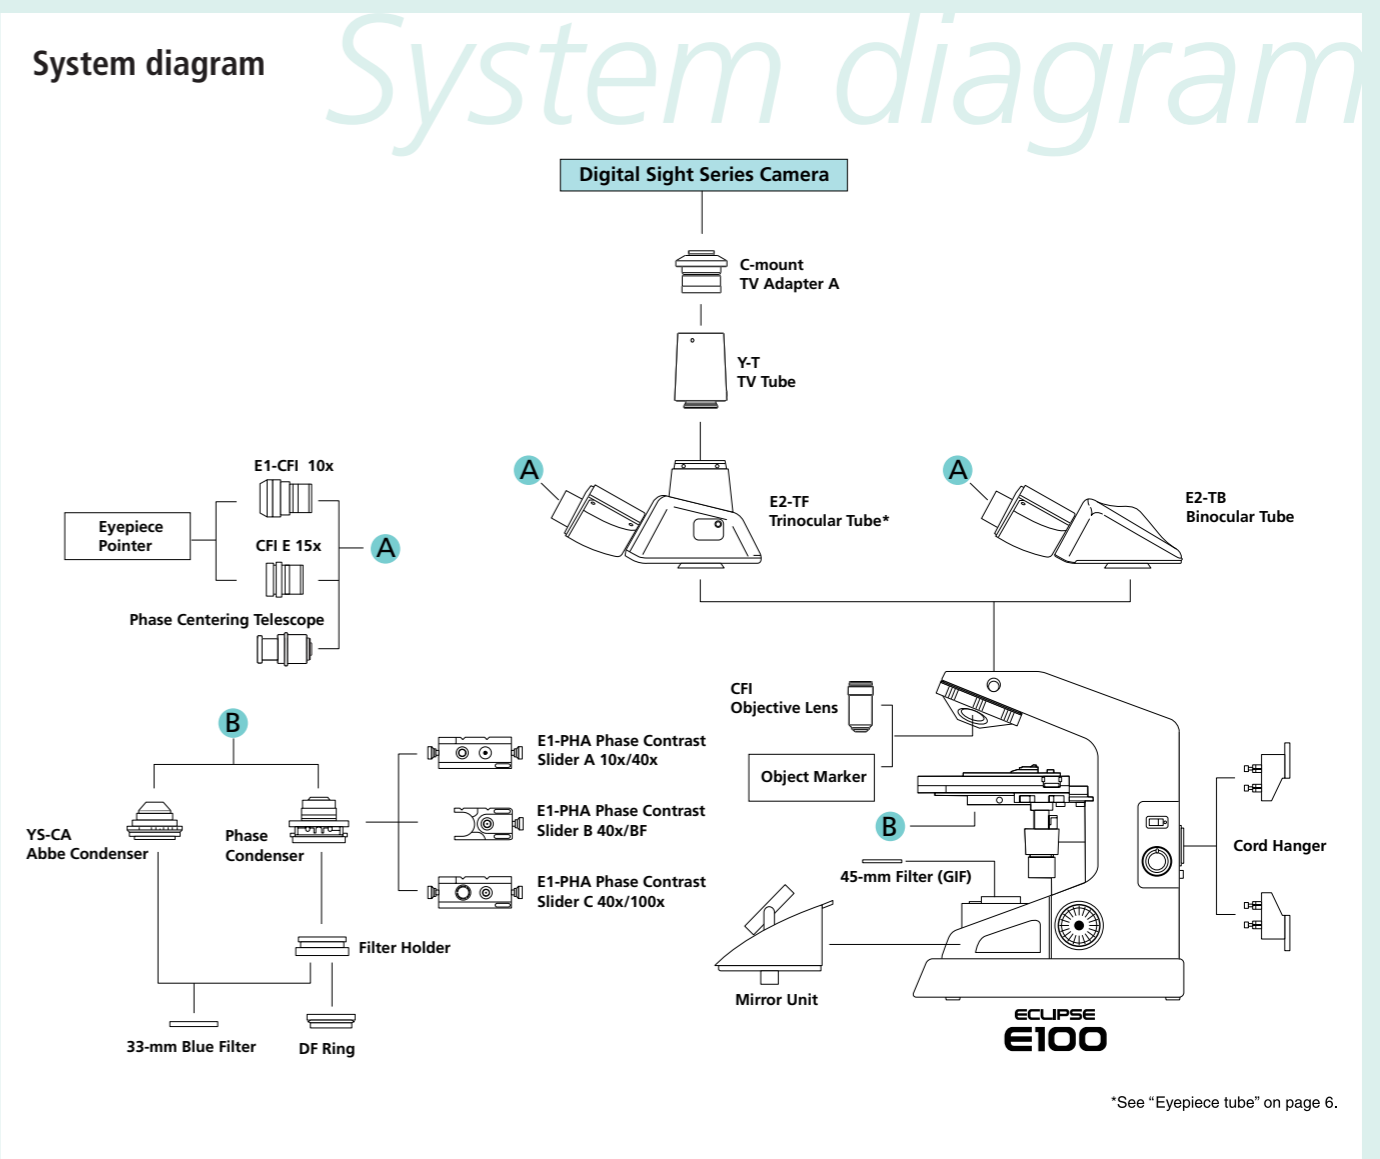 System diagram
System diagram
Digital Sight Series Camera
C-mount
TV Adapter A
Y-T
TV Tube
A
E2-TF
Trinocular Tube*
A
E2-TB
Binocular Tube
E1-CFI 10x
Eyepiece
Pointer
CFI E 15x
A
Phase Centering Telescope
B
YS-CA
Abbe Condenser
Phase
Condenser
E1-PHA Phase Contrast
Slider A 10x/40x
E1-PHA Phase Contrast
Slider B 40x/BF
E1-PHA Phase Contrast
Slider C 40x/100x
Filter Holder
33-mm Blue Filter
DF Ring
CFI
Objective Lens
Object Marker
B
45-mm Filter (GIF)
Mirror Unit
Cord Hanger
ECLIPSE
E100
*See “Eyepiece tube” on page 6.